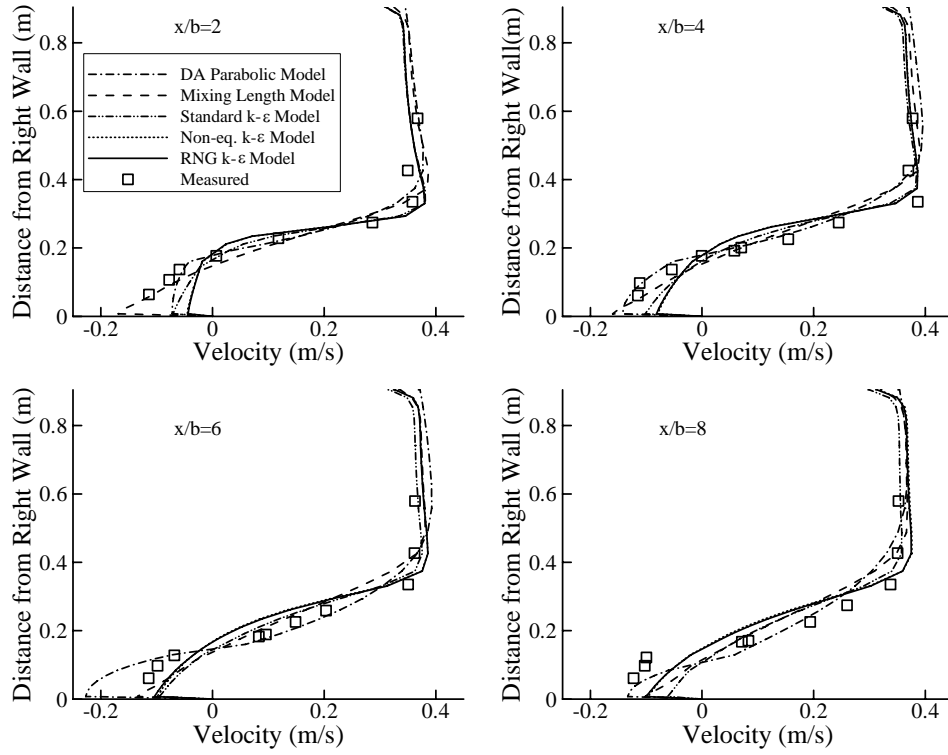 x/b=2
DA Parabolic Model
Mixing Length Model
Standard k-ε Model
Non-eq. k-ε Model
RNG k-ε Model
Measured
Distance from Right Wall (m)
0.8
0.6
0.4
0.2
0
-0.2 0 0.2 0.4
Velocity (m/s)
x/b=4
Distance from Right Wall(m)
0.8
0.6
0.4
0.2
0
-0.2 0 0.2 0.4
Velocity (m/s)
x/b=6
Distance from Right Wall (m)
0.8
0.6
0.4
0.2
0
-0.2 0 0.2 0.4
Velocity (m/s)
x/b=8
Distance from Right Wall (m)
0.8
0.6
0.4
0.2
0
-0.2 0 0.2 0.4
Velocity (m/s)